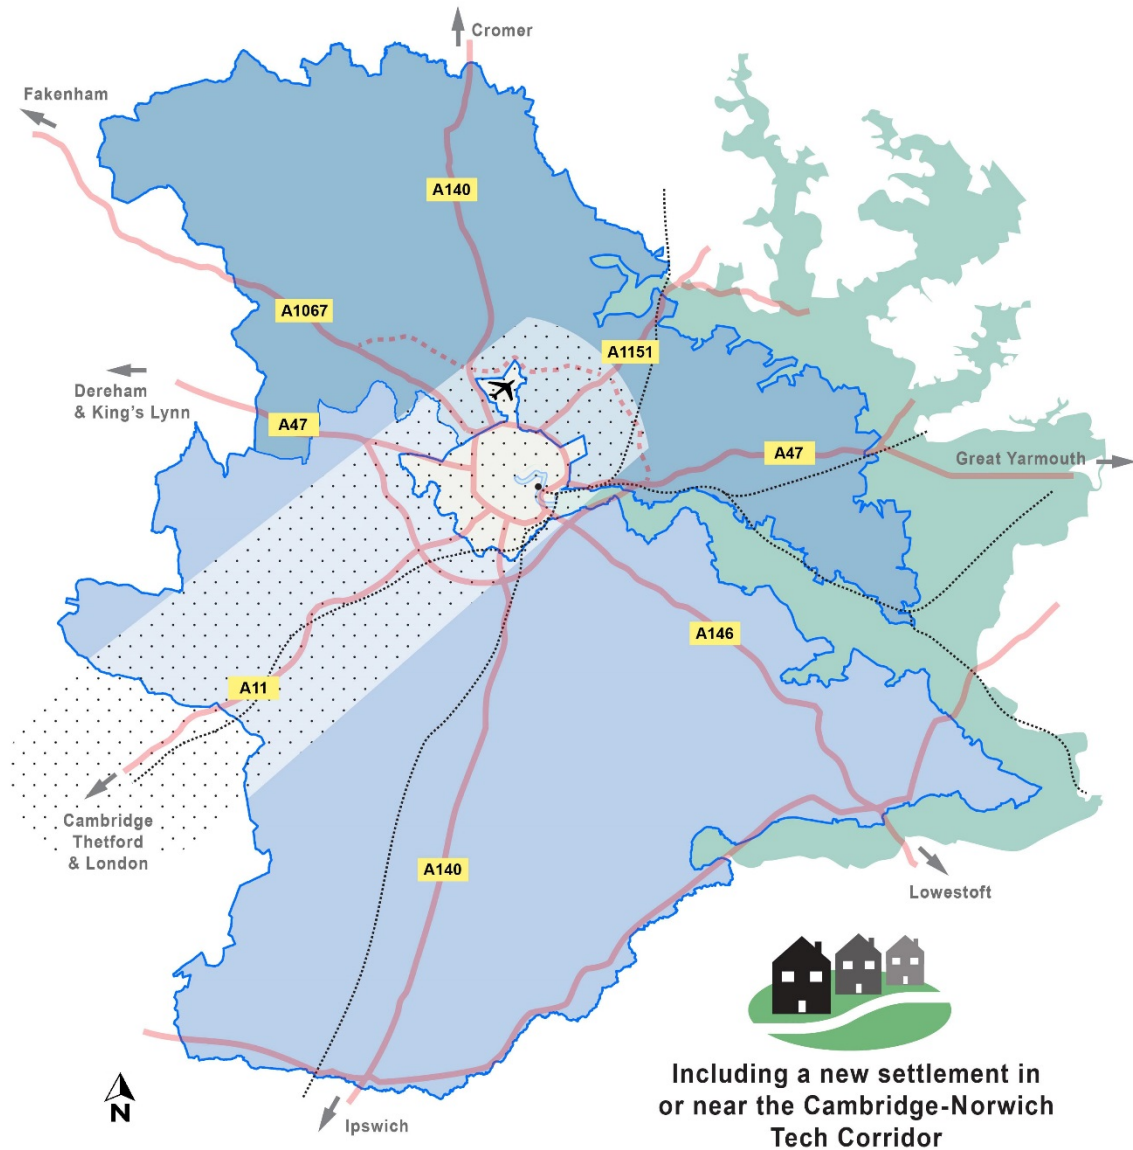 Cromer
Fakenham
A140
A1067
A1151
Dereham
& King's Lynn
A47
A47
Great Yarmouth
A146
A11
Cambridge
Thetford
& London
A140
Lowestoft
Including a new settlement in
or near the Cambridge-Norwich
Tech Corridor
N
Ipswich